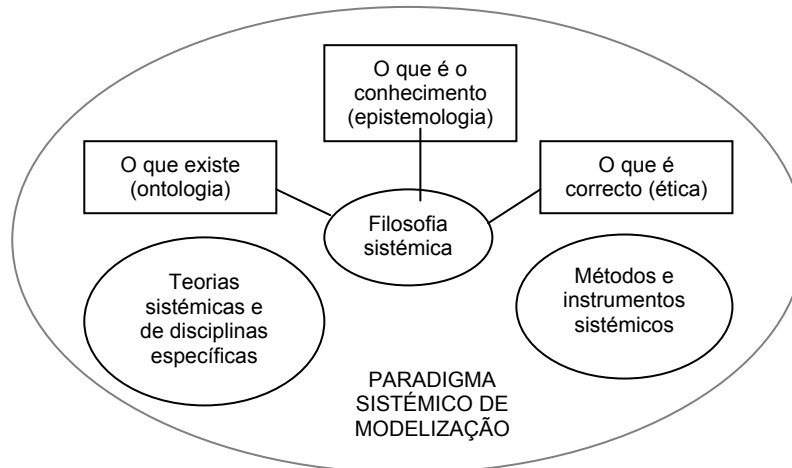 O que é o
conhecimento
(epistemologia)
O que existe
(ontologia)
O que é
correcto (ética)
Filosofia
sistémica
Teorias
sistémicas e
de disciplinas
específicas
Métodos e
instrumentos
sistémicos
PARADIGMA
SISTÉMICO DE
MODELIZAÇÃO